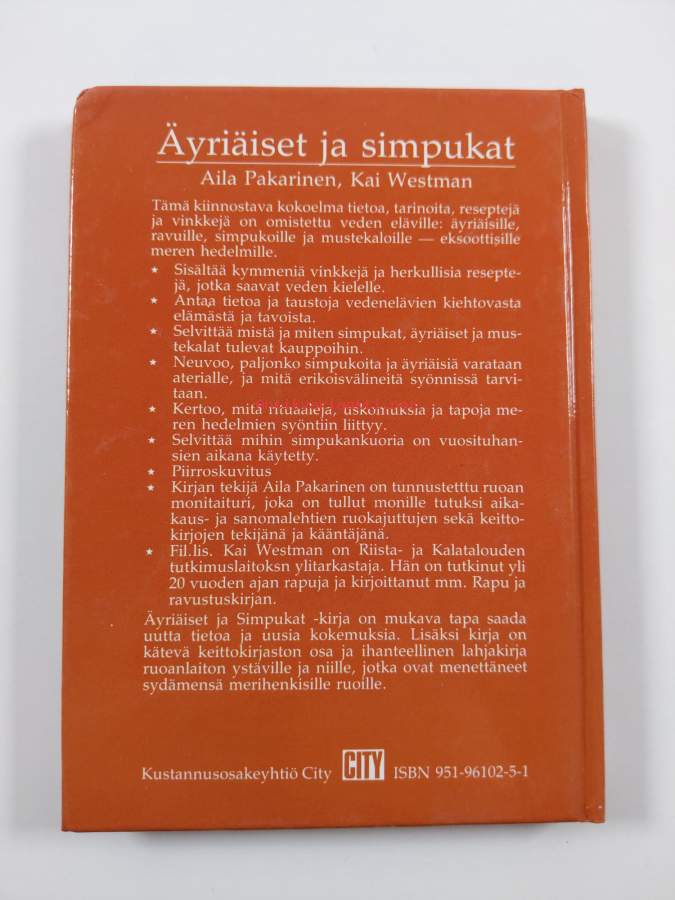 Äyriäiset ja simpukat
Aila Pakarinen, Kai Westman
Tämä kiinnostava kokoelma tietoa, tarinoita, reseptejä
ja vinkkejä on omistettu veden eläville: äyriäisille,
ravuille, simpukoille ja mustekaloille — eksoottisille
meren hedelmille.
★ Sisältää kymmeniä vinkkejä ja herkullisia resepte-
jä, jotka saavat veden kielelle.
★ Antaa tietoa ja taustoja vedenelävien kiehtovasta
elämästä ja tavoista.
★ Selvittää mistä ja miten simpukat, äyriäiset ja mus-
tekalat tulevat kauppoihin.
★ Neuvoo, paljonko simpukoita ja äyriäisiä varataan
aterialle, ja mitä erikoisvälineitä syönnissä tarvi-
taan.
★ Kertoo, mitä rituaaleja, uskomuksia ja tapoja me-
ren hedelmien syöntiin liittyy.
★ Selvittää mihin simpukankuoria on vuosituhan-
sien aikana käytetty.
★ Piirroskuvitus
★ Kirjan tekijä Aila Pakarinen on tunnustetttu ruoan
monitaituri, joka on tullut monille tutuksi aika-
kaus- ja sanomalehtien ruokajuttujen sekä keitto-
kirjojen tekijänä ja kääntäjänä.
★ Fil.lis. Kai Westman on Riista- ja Kalatalouden
tutkimuslaitoksn ylitarkastaja. Hän on tutkinut yli
20 vuoden ajan rapuja ja kirjoittanut mm. Rapu ja
ravustuskirjan.
Äyriäiset ja Simpukat -kirja on mukava tapa saada
uutta tietoa ja uusia kokemuksia. Lisäksi kirja on
kätevä keittokirjaston osa ja ihanteellinen lahjakirja
ruoanlaiton ystäville ja niille, jotka ovat menettäneet
sydämensä merihenkisille ruoille.
Kustannusosakeyhtiö City CITY ISBN 951-96102-5-1